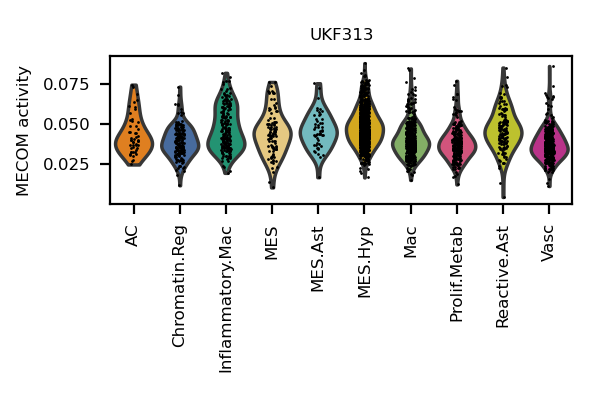 UKF313
MECOM activity
0.075
0.050
0.025
AC
Chromatin.Reg
Inflammatory.Mac
MES
MES.Ast
MES.Hyp
Mac
Prolif.Metab
Reactive.Ast
Vasc